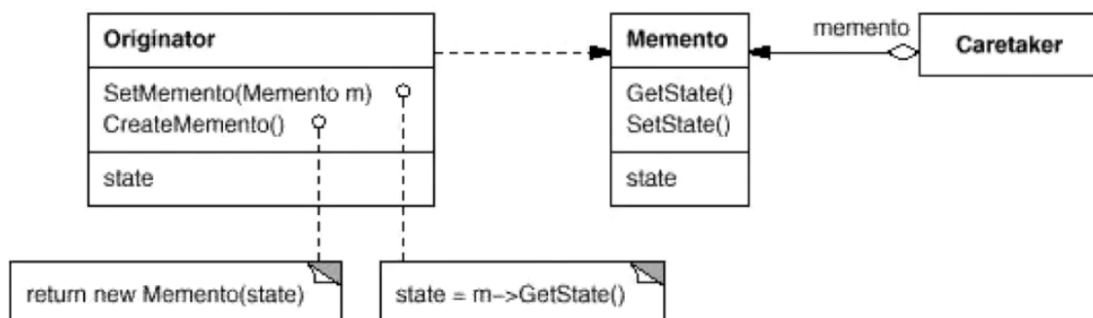 Originator
SetMemento(Memento m)
CreateMemento()
state
Memento
GetState()
SetState()
state
memento
Caretaker
return new Memento(state)
state = m->GetState()